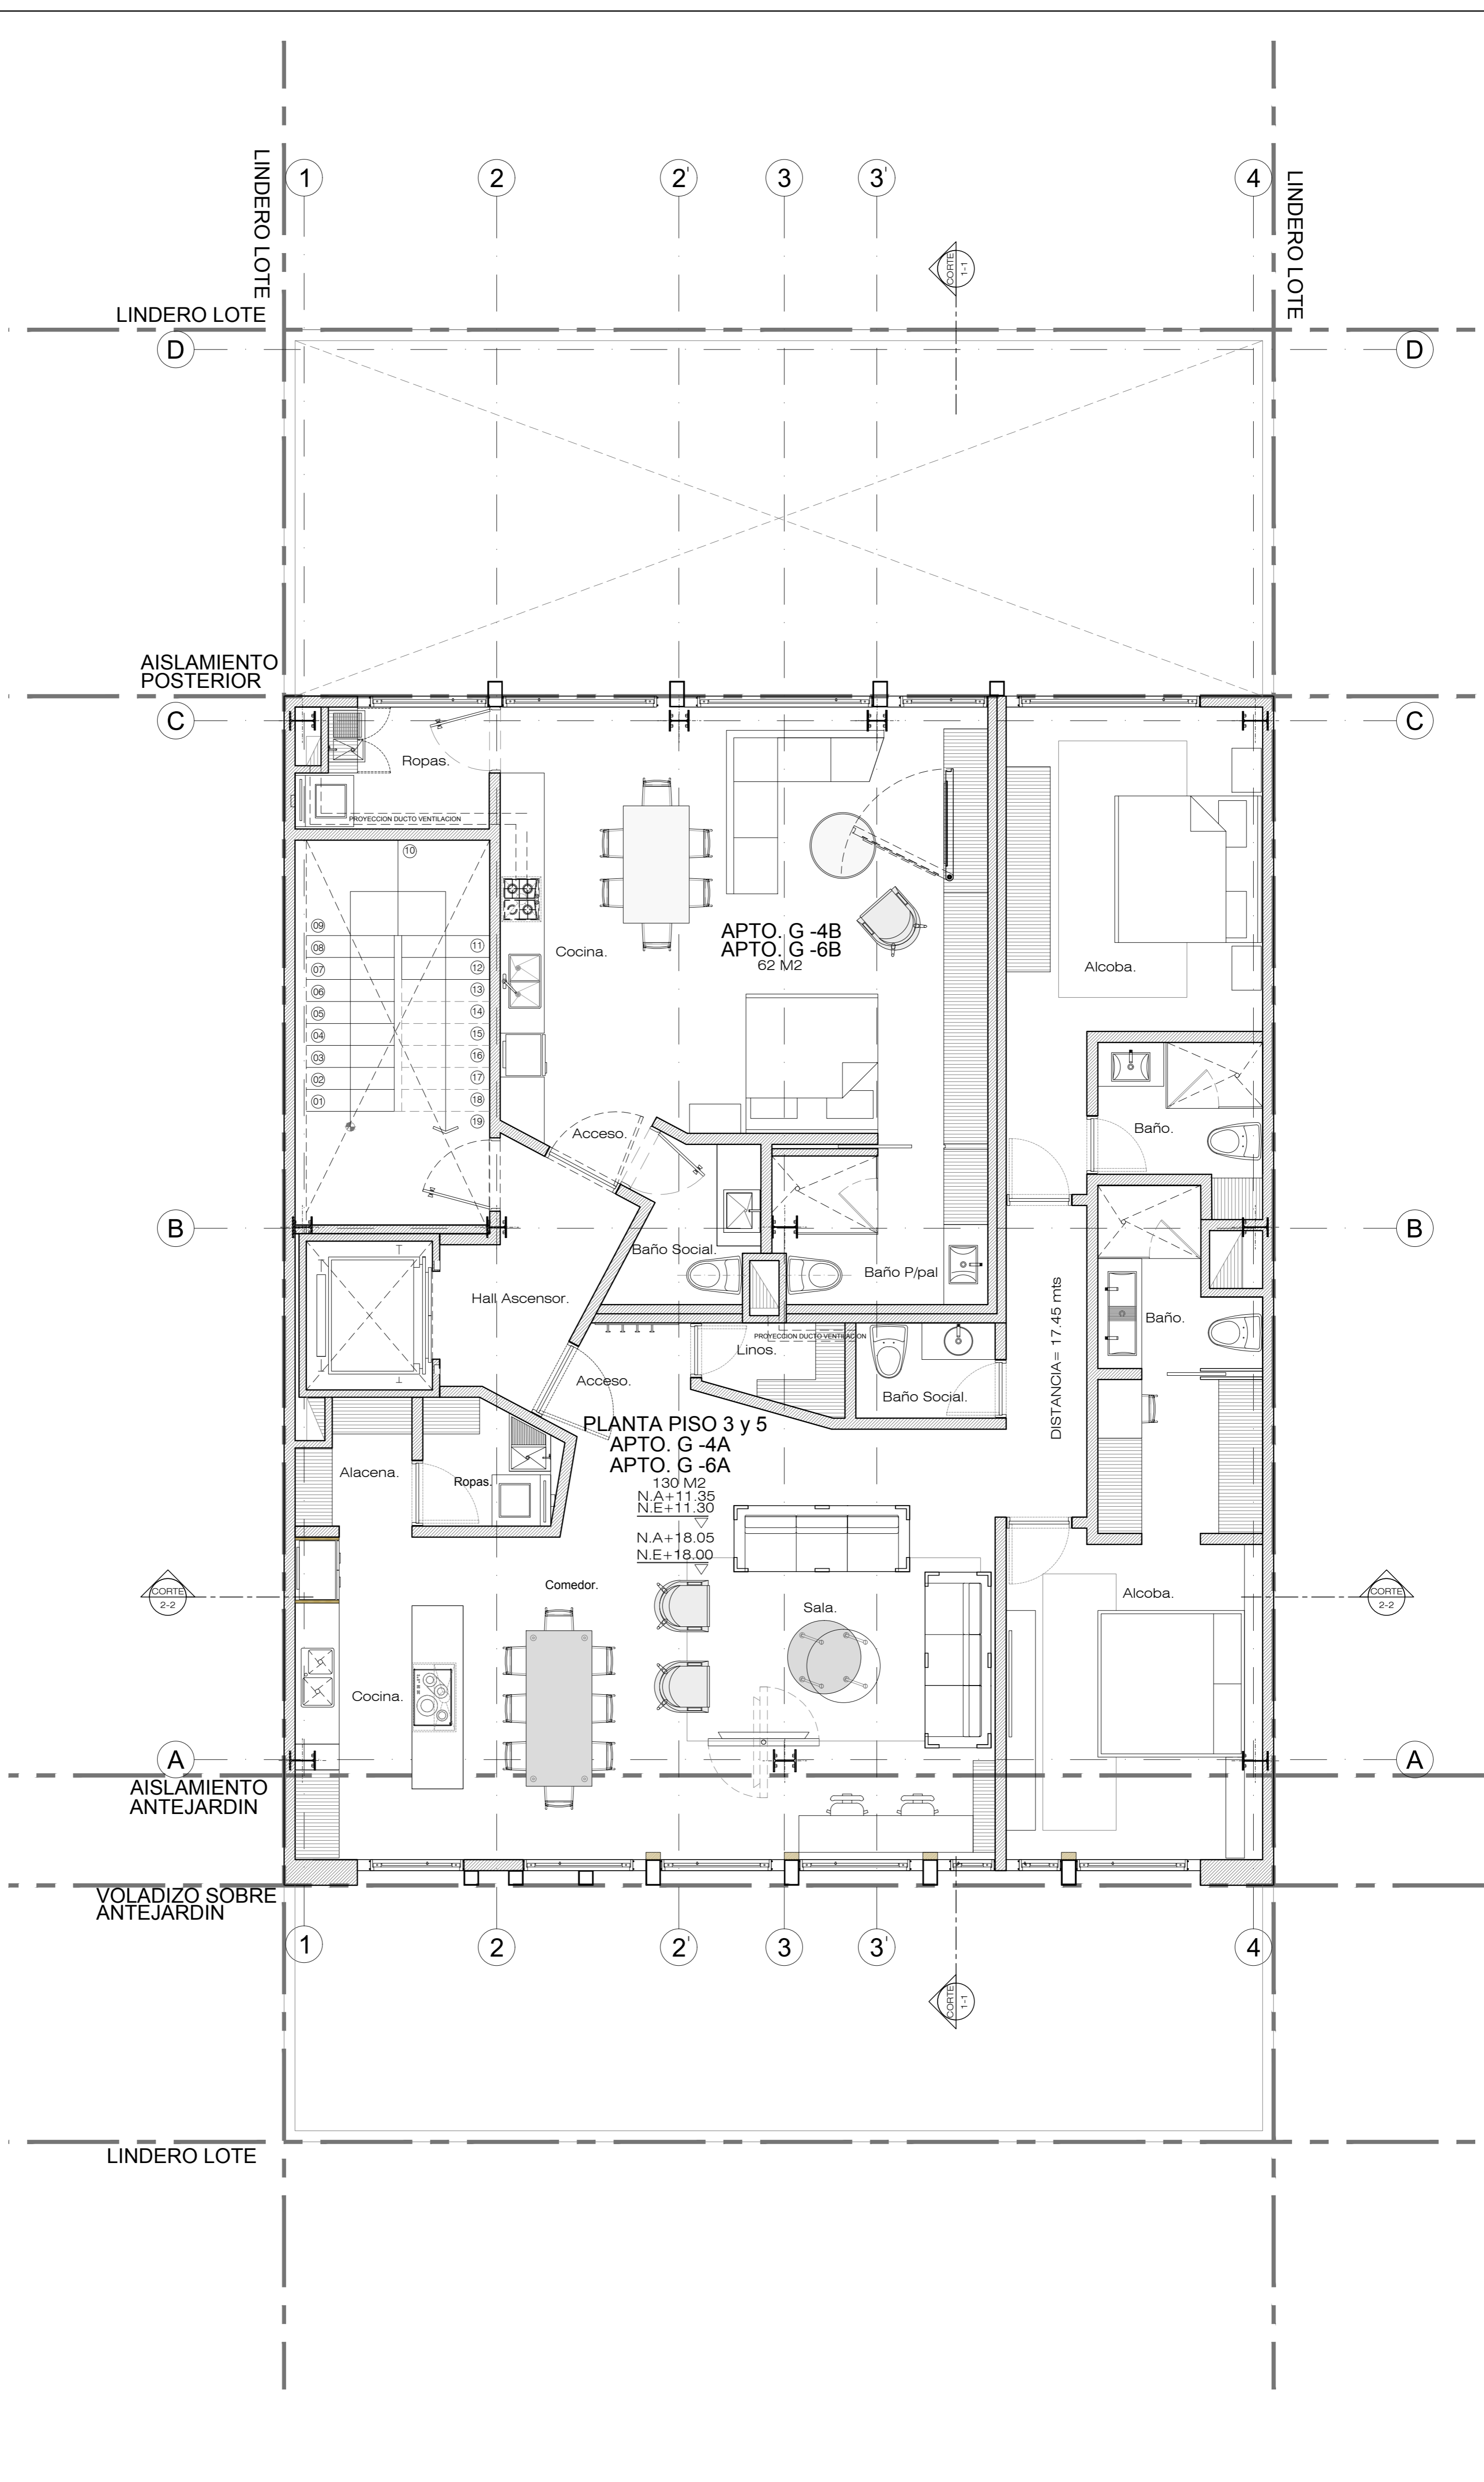 LINDERO LOTE
1
2
2'
3
3'
4
LINDERO LOTE
CORTE
1-1
LINDERO LOTE
D
D
AISLAMIENTO
POSTERIOR
C
C
Ropas.
PROYECCION DUCTO VENTILACION
10
09
08
07
06
05
04
03
02
01
11
12
13
14
15
16
17
18
19
Cocina.
APTO. G -4B
APTO. G -6B
62 M2
Alcoba.
Acceso.
Baño.
B
B
Baño Social.
Baño P/pal
Hall Ascensor.
DISTANCIA= 17.45 mts
Baño.
PROYECCION DUCTO VENTILACION
Linos.
Acceso.
Baño Social.
PLANTA PISO 3 y 5
APTO. G -4A
APTO. G -6A
130 M2
N.A+11.35
N.E+11.30
N.A+18.05
N.E+18.00
Alacena.
Ropas.
CORTE
2-2
Comedor.
Sala.
Alcoba.
CORTE
2-2
Cocina.
A
A
AISLAMIENTO
ANTEJARDIN
VOLADIZO SOBRE
ANTEJARDIN
1
2
2'
3
3'
4
CORTE
1-1
LINDERO LOTE